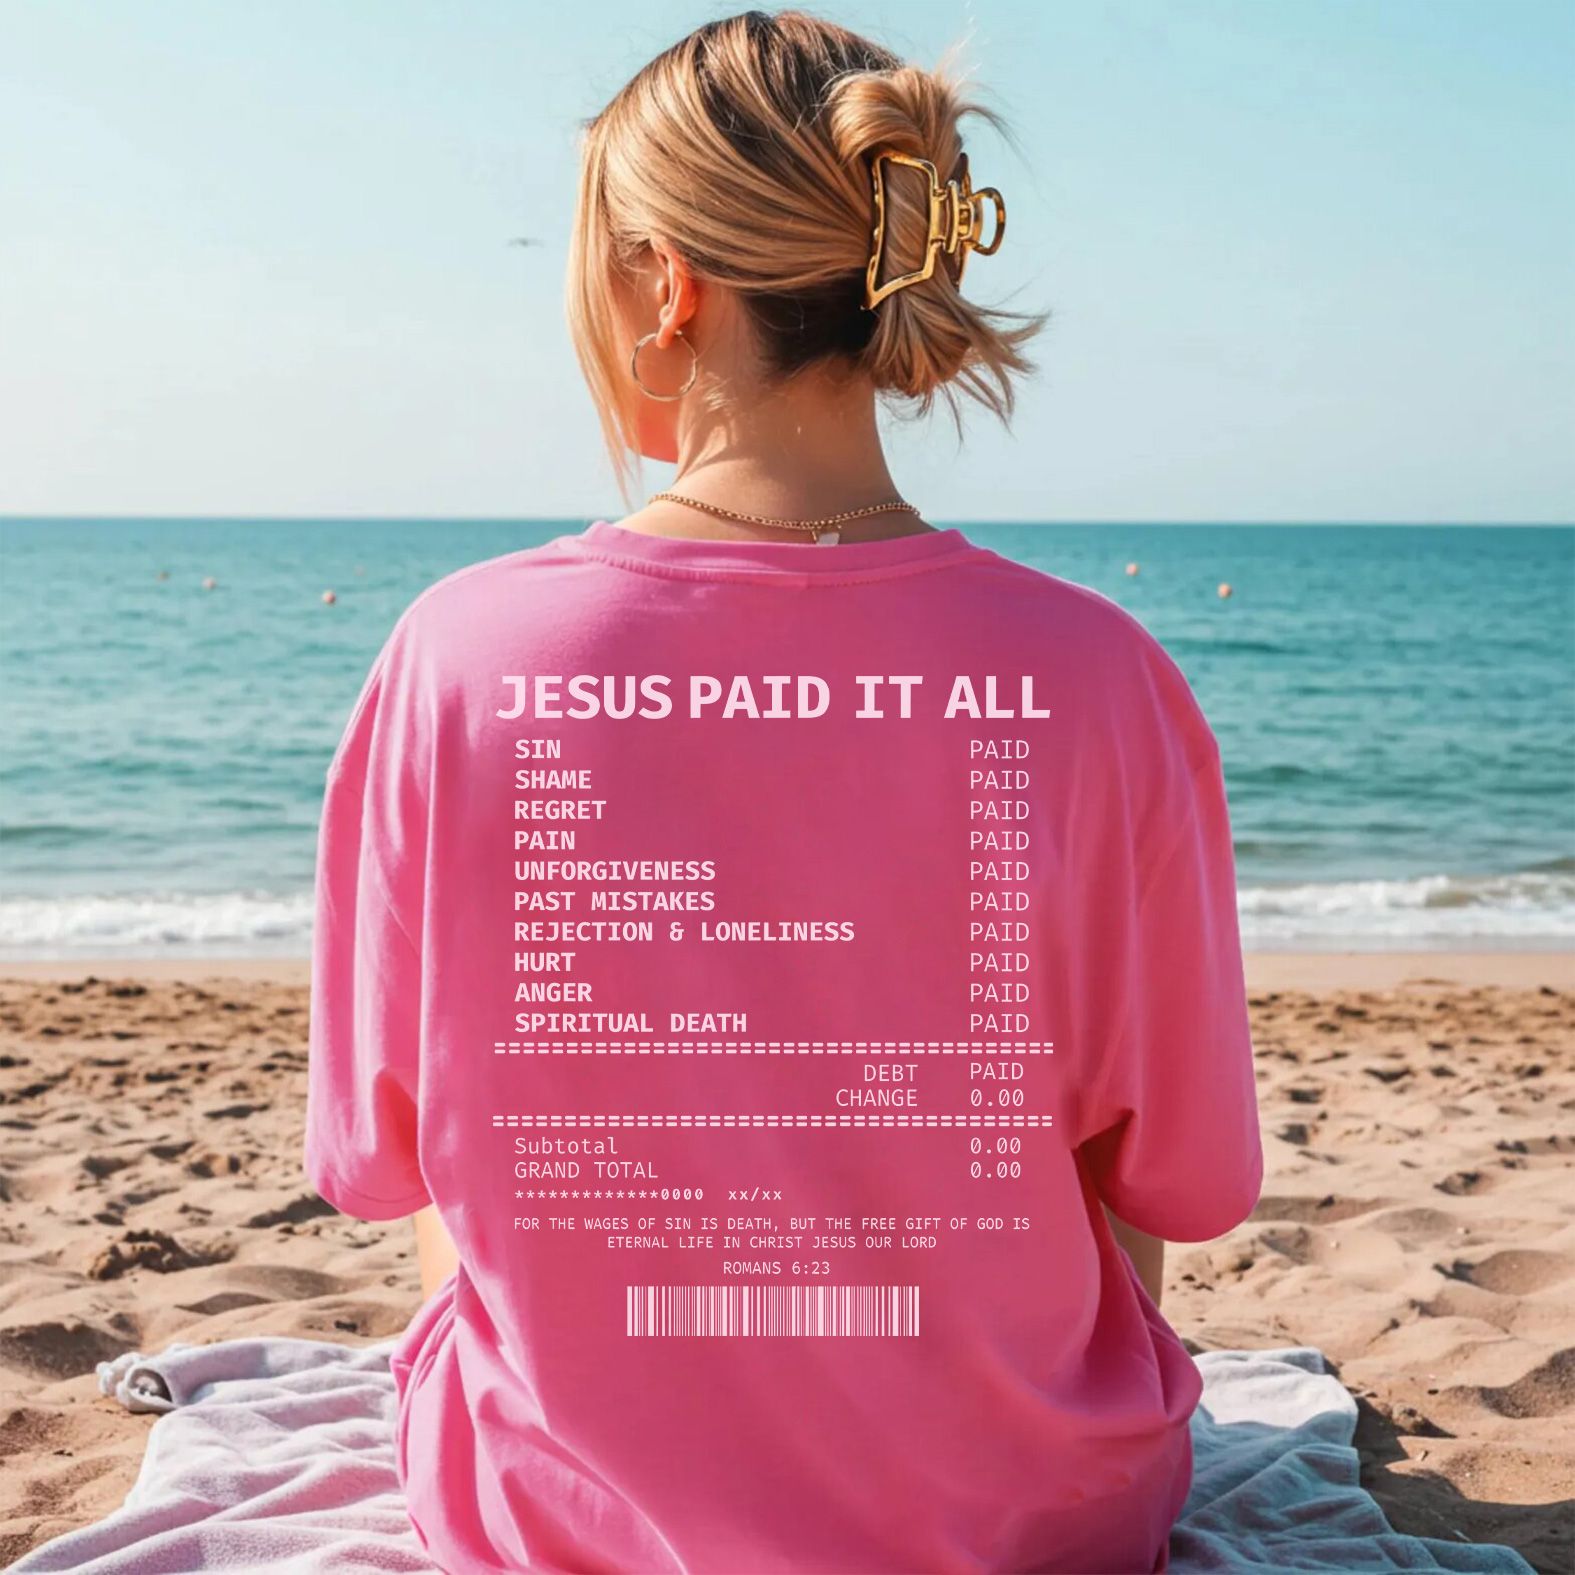 JESUS PAID IT ALL
SIN PAID
SHAME PAID
REGRET PAID
PAIN PAID
UNFORGIVENESS PAID
PAST MISTAKES PAID
REJECTION & LONELINESS PAID
HURT PAID
ANGER PAID
SPIRITUAL DEATH PAID
DEBT PAID
CHANGE 0.00
Subtotal 0.00
GRAND TOTAL 0.00
*************0000 xx/xx
FOR THE WAGES OF SIN IS DEATH, BUT THE FREE GIFT OF GOD IS
ETERNAL LIFE IN CHRIST JESUS OUR LORD
ROMANS 6:23